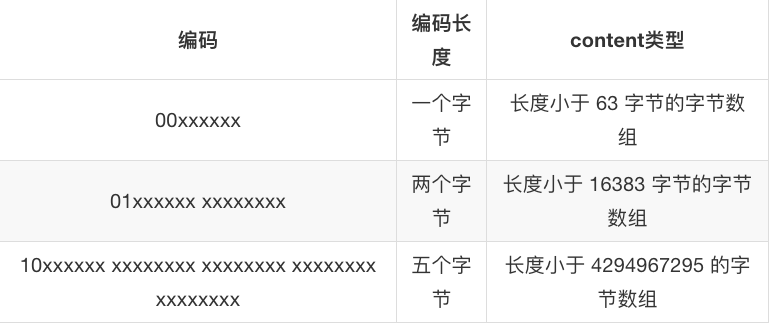 编码
编码长
度
content类型
00xxxxxx
一个字
节
长度小于 63 字节的字节数
组
01xxxxxx xxxxxxxx
两个字
节
长度小于 16383 字节的字节
数组
10xxxxxx xxxxxxxx xxxxxxxx xxxxxxxx
xxxxxxxx
五个字
节
长度小于 4294967295 的字
节数组